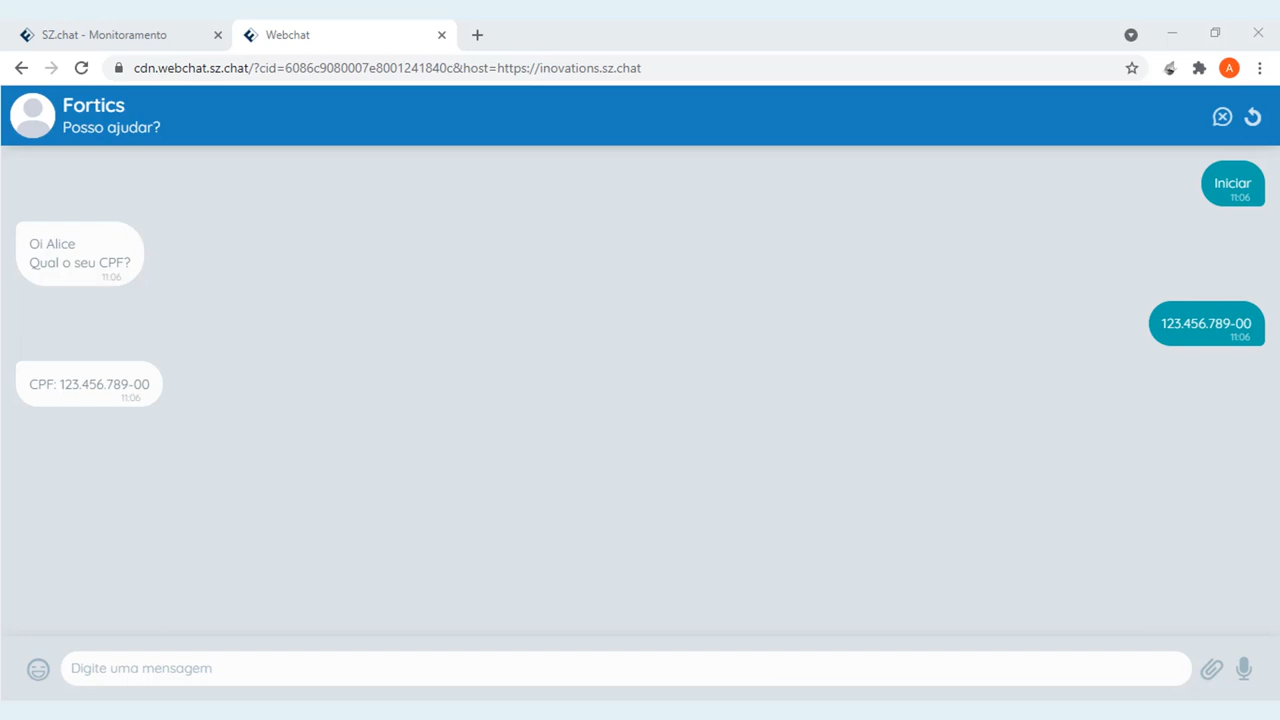 SZ.chat - Monitoramento
Webchat
cdn.webchat.sz.chat/?cid=6086c9080007e8001241840c&host=https://inovations.sz.chat
A
Fortics
Posso ajudar?
Iniciar
11:06
Oi Alice
Qual o seu CPF?
11:06
123.456.789-00
11:06
CPF: 123.456.789-00
11:06
Digite uma mensagem